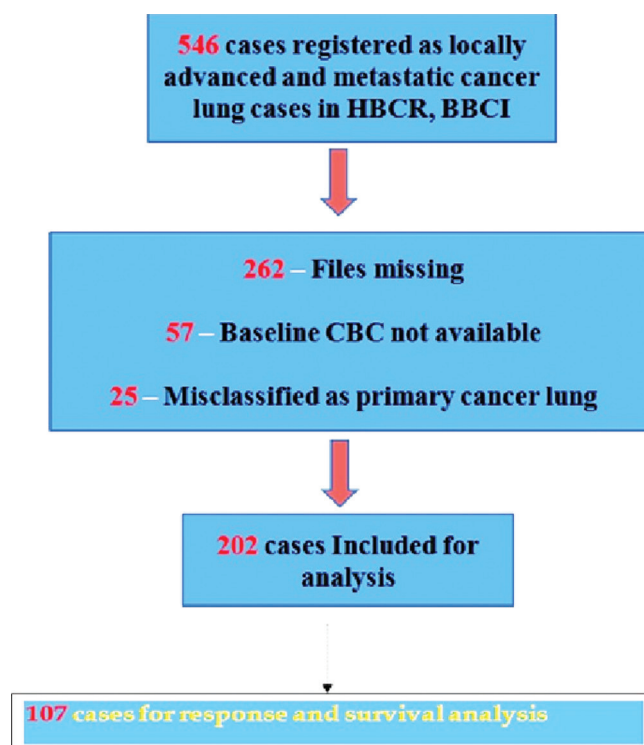 546 cases registered as locally
advanced and metastatic cancer
lung cases in HBCR, BBCI
262 – Files missing
57 – Baseline CBC not available
25 – Misclassified as primary cancer lung
202 cases Included for
analysis
107 cases for response and survival analysis